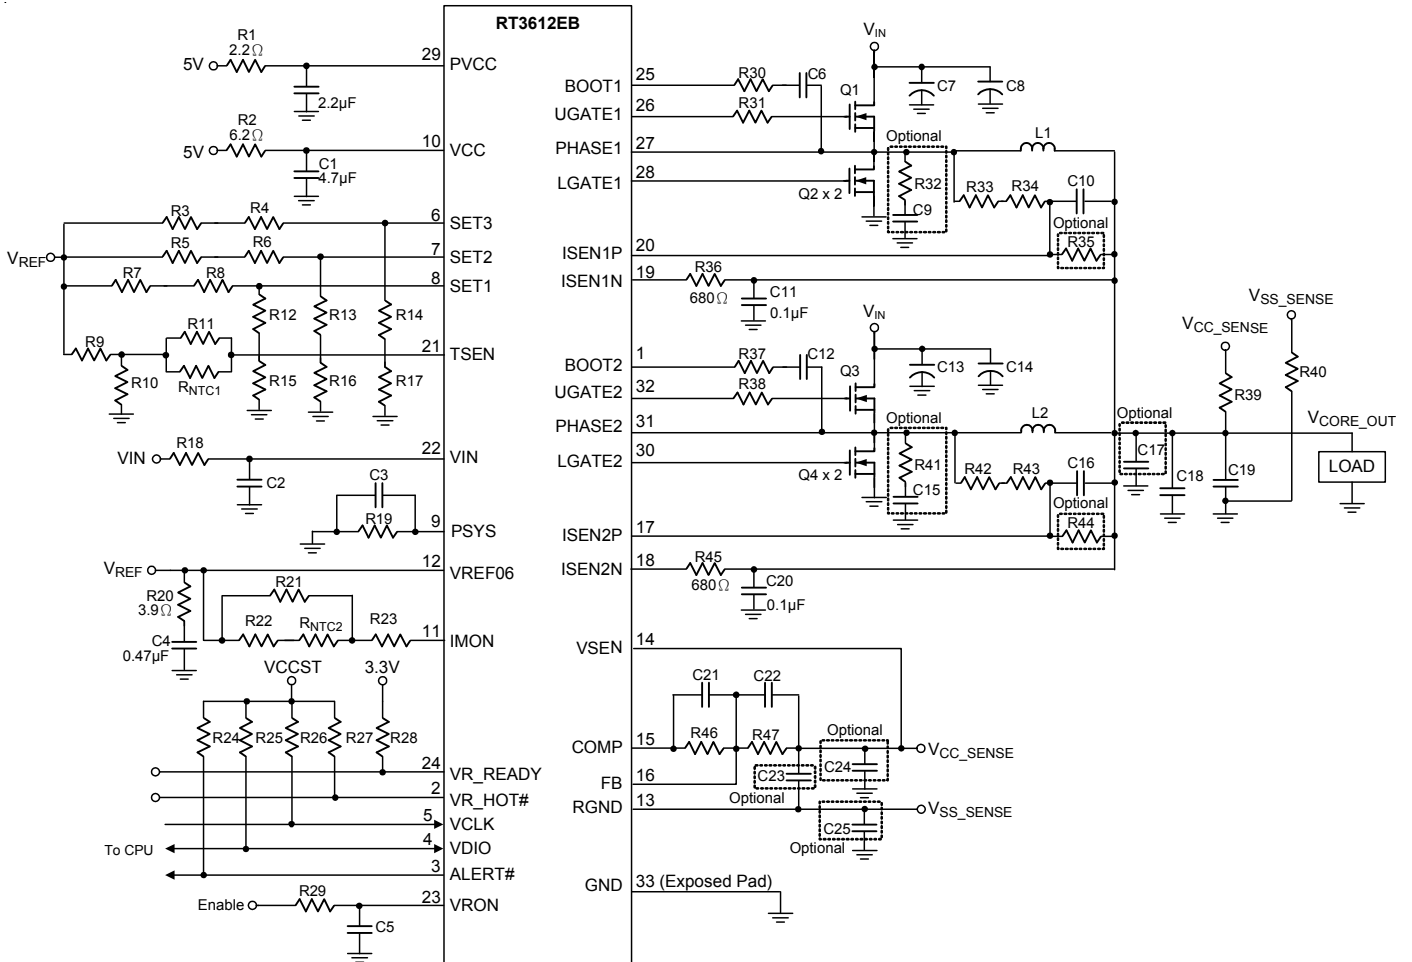 RT3612EB
R1
2.2Ω
5V
29
PVCC
2.2μF
R2
6.2Ω
5V
10
VCC
C1
4.7μF
R3
R4
6
SET3
R5
R6
7
SET2
VREF
R7
R8
8
SET1
R12
R13
R14
R11
R9
21
TSEN
R10
RNTC1
R15
R16
R17
R18
VIN
22
VIN
C2
C3
R19
9
PSYS
VREF
12
VREF06
R20
3.9Ω
R21
R22
RNTC2
R23
11
IMON
C4
0.47μF
VCCST
3.3V
R24
R25
R26
R27
R28
24
VR_READY
2
VR_HOT#
5
VCLK
To CPU
4
VDIO
3
ALERT#
R29
Enable
23
VRON
C5
VIN
BOOT1
25
R30
C6
C7
C8
UGATE1
26
R31
Q1
PHASE1
27
Optional
L1
LGATE1
28
Q2 x 2
R32
R33
R34
C10
C9
Optional
ISEN1P
20
R35
ISEN1N
19
R36
680Ω
C11
0.1μF
VIN
VSS_SENSE
VCC_SENSE
BOOT2
1
R37
C12
Q3
C13
C14
R40
UGATE2
32
R38
R39
PHASE2
31
Optional
L2
Optional
VCORE_OUT
LGATE2
30
Q4 x 2
R41
R42
R43
C16
C17
C18
C19
LOAD
C15
Optional
ISEN2P
17
R44
ISEN2N
18
R45
680Ω
C20
0.1μF
VSEN
14
C21
C22
COMP
15
R46
R47
Optional
VCC_SENSE
FB
16
C23
C24
Optional
RGND
13
VSS_SENSE
C25
Optional
GND
33 (Exposed Pad)